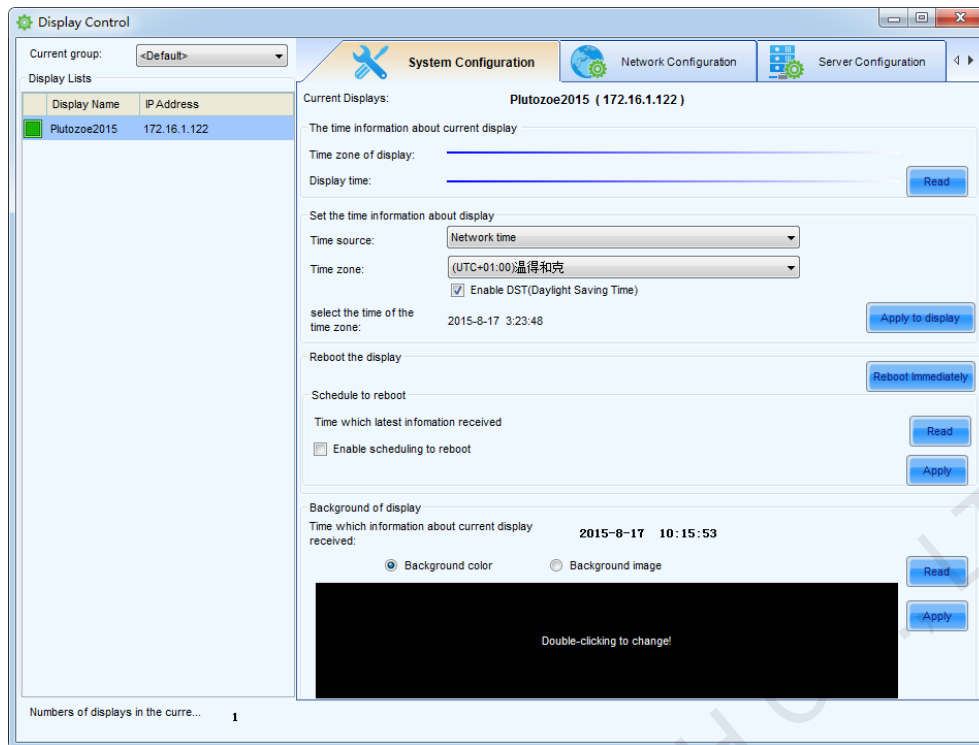 Display Control
Current group:
<Default>
Display Lists
Display Name IP Address
Plutozoe2015 172.16.1.122
Numbers of displays in the curre... 1
System Configuration
Network Configuration
Server Configuration
Current Displays: Plutozoe2015 ( 172.16.1.122 )
The time information about current display
Time zone of display:
Display time:
Read
Set the time information about display
Time source: Network time
Time zone: (UTC+01:00)温得和克
Enable DST(Daylight Saving Time)
select the time of the
time zone:
2015-8-17 3:23:48
Apply to display
Reboot the display
Reboot Immediately
Schedule to reboot
Time which latest infomation received
Read
Enable scheduling to reboot
Apply
Background of display
Time which information about current display
received:
2015-8-17 10:15:53
Background color
Background image
Read
Apply
Double-clicking to change!